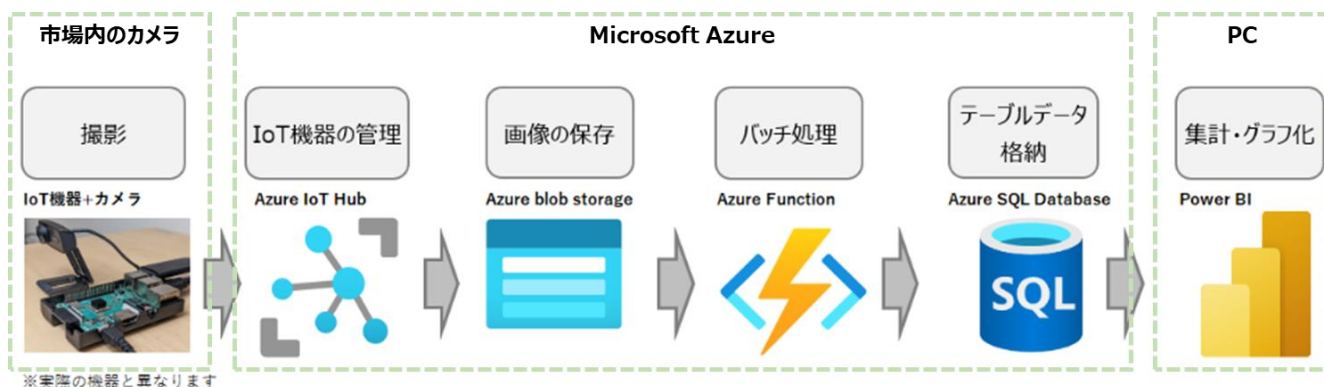 市場内のカメラ
Microsoft Azure
PC
撮影
IoT機器の管理
画像の保存
バッチ処理
テーブルデータ
格納
集計・グラフ化
IoT機器+カメラ
Azure IoT Hub
Azure blob storage
Azure Function
Azure SQL Database
Power BI
SQL
※実際の機器と異なります